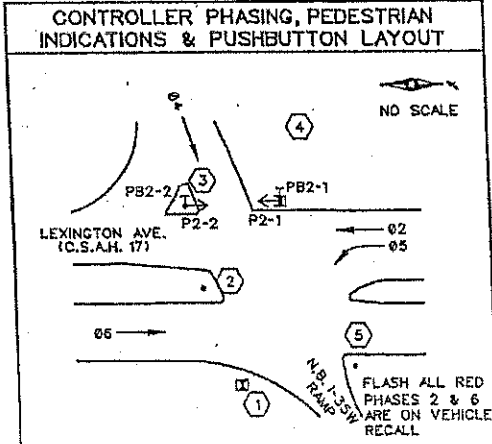 CONTROLLER PHASING, PEDESTRIAN
INDICATIONS & PUSHBUTTON LAYOUT
NO SCALE
4
3
PB2-2
PB2-1
P2-2
P2-1
LEXINGTON AVE.
(C.S.A.H. 17)
Ø2
Ø5
2
Ø6
5
1
N.B. I-35W
RAMP
FLASH ALL RED
PHASES 2 & 6
ARE ON VEHICLE
RECALL